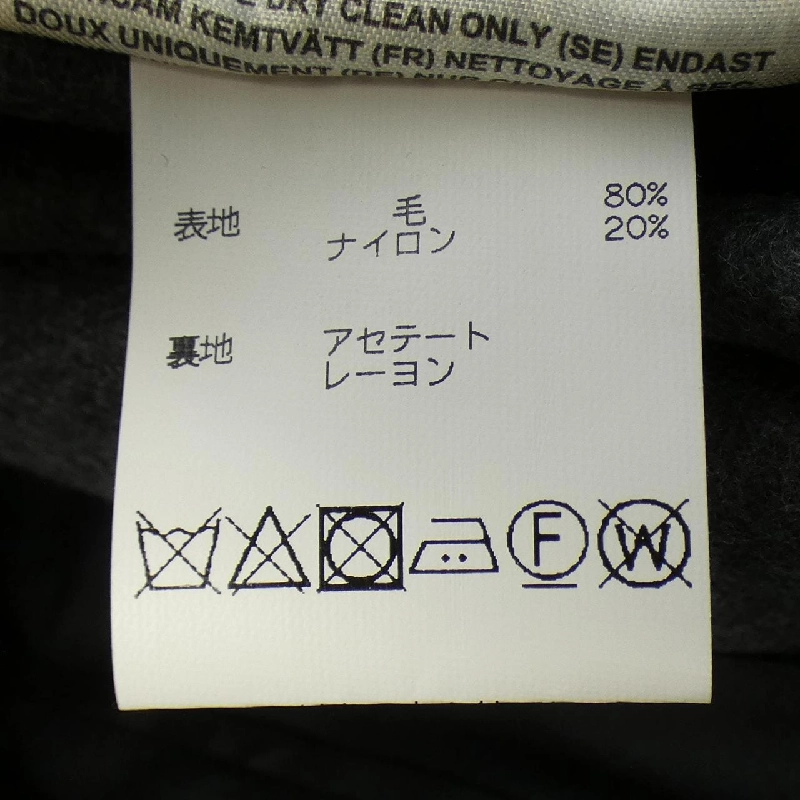 DRY CLEAN ONLY (SE) ENDAST
KEMTVÄTT (FR) NETTOYAGE À SEC
DOUX UNIQUEMENT
表地 毛 80%
ナイロン 20%
裏地 アセテート
レーヨン
F W